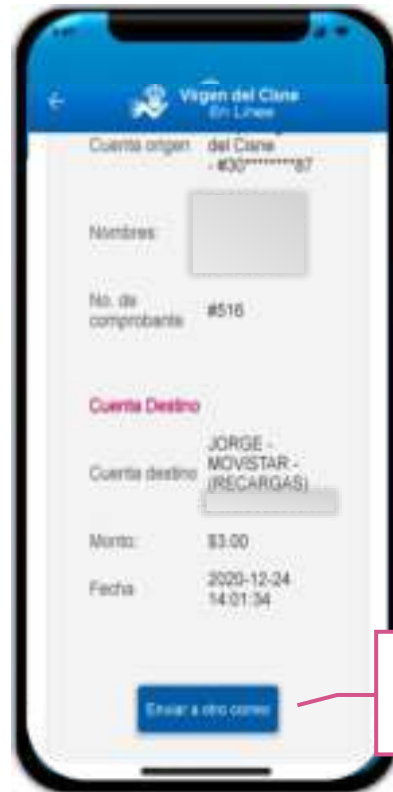 Virgen del Cisne
En Línea
Cuenta origen
del Cisne
- #30********87
Nombres:
No. de
comprobante
#516
Cuenta Destino
Cuenta destino
JORGE -
MOVISTAR -
(RECARGAS)
Monto:
$3.00
Fecha
2020-12-24
14:01:34
Enviar a otro correo